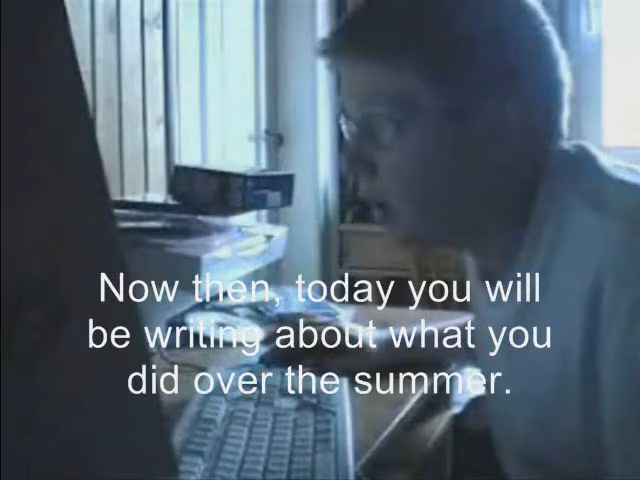 Now then, today you will
be writing about what you
did over the summer.